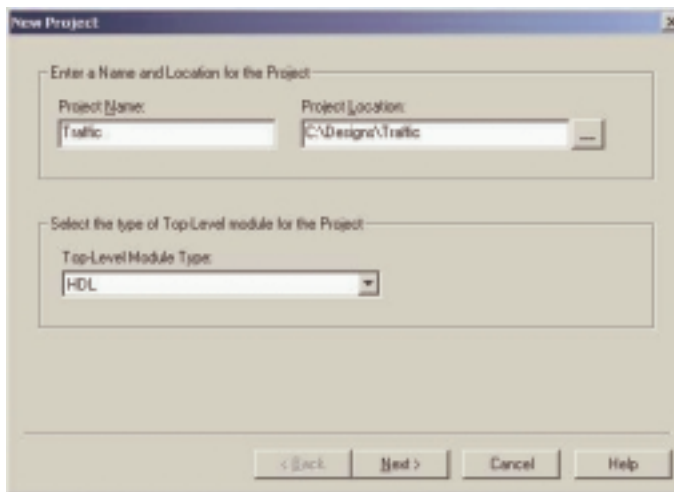 New Project
Enter a Name and Location for the Project
Project Name:
Project Location:
Traffic
C:\Designs\Traffic
...
Select the type of Top-Level module for the Project
Top-Level Module Type:
HDL
< Back
Next >
Cancel
Help